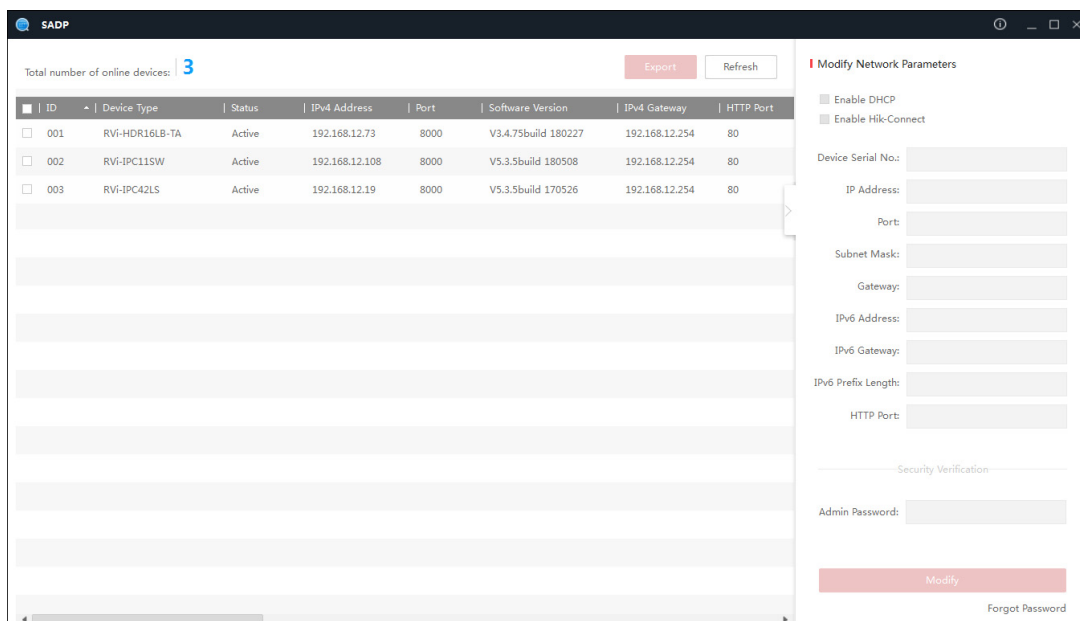 SADP
Total number of online devices: 3
Export
Refresh
ID | Device Type | Status | IPv4 Address | Port | Software Version | IPv4 Gateway | HTTP Port
001 RVi-HDR16LB-TA Active 192.168.12.73 8000 V3.4.75build 180227 192.168.12.254 80
002 RVi-IPC11SW Active 192.168.12.108 8000 V5.3.5build 180508 192.168.12.254 80
003 RVi-IPC42LS Active 192.168.12.19 8000 V5.3.5build 170526 192.168.12.254 80
Modify Network Parameters
Enable DHCP
Enable Hik-Connect
Device Serial No.:
IP Address:
Port:
Subnet Mask:
Gateway:
IPv6 Address:
IPv6 Gateway:
IPv6 Prefix Length:
HTTP Port:
Security Verification
Admin Password:
Modify
Forgot Password